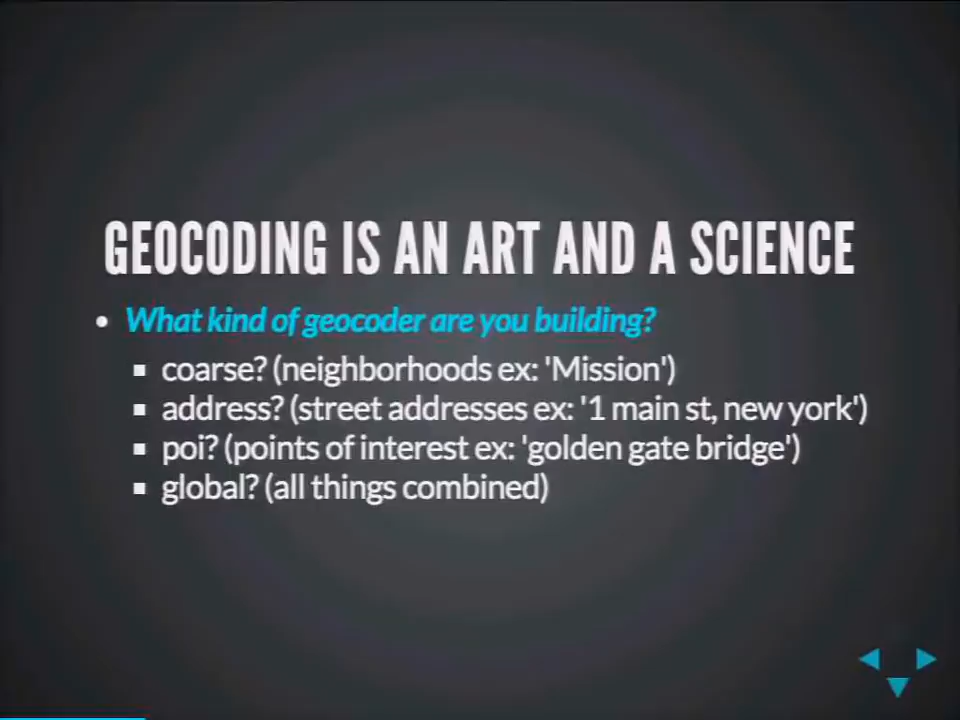 GEOCODING IS AN ART AND A SCIENCE
What kind of geocoder are you building?
coarse? (neighborhoods ex: 'Mission')
address? (street addresses ex: '1 main st, new york')
poi? (points of interest ex: 'golden gate bridge')
global? (all things combined)